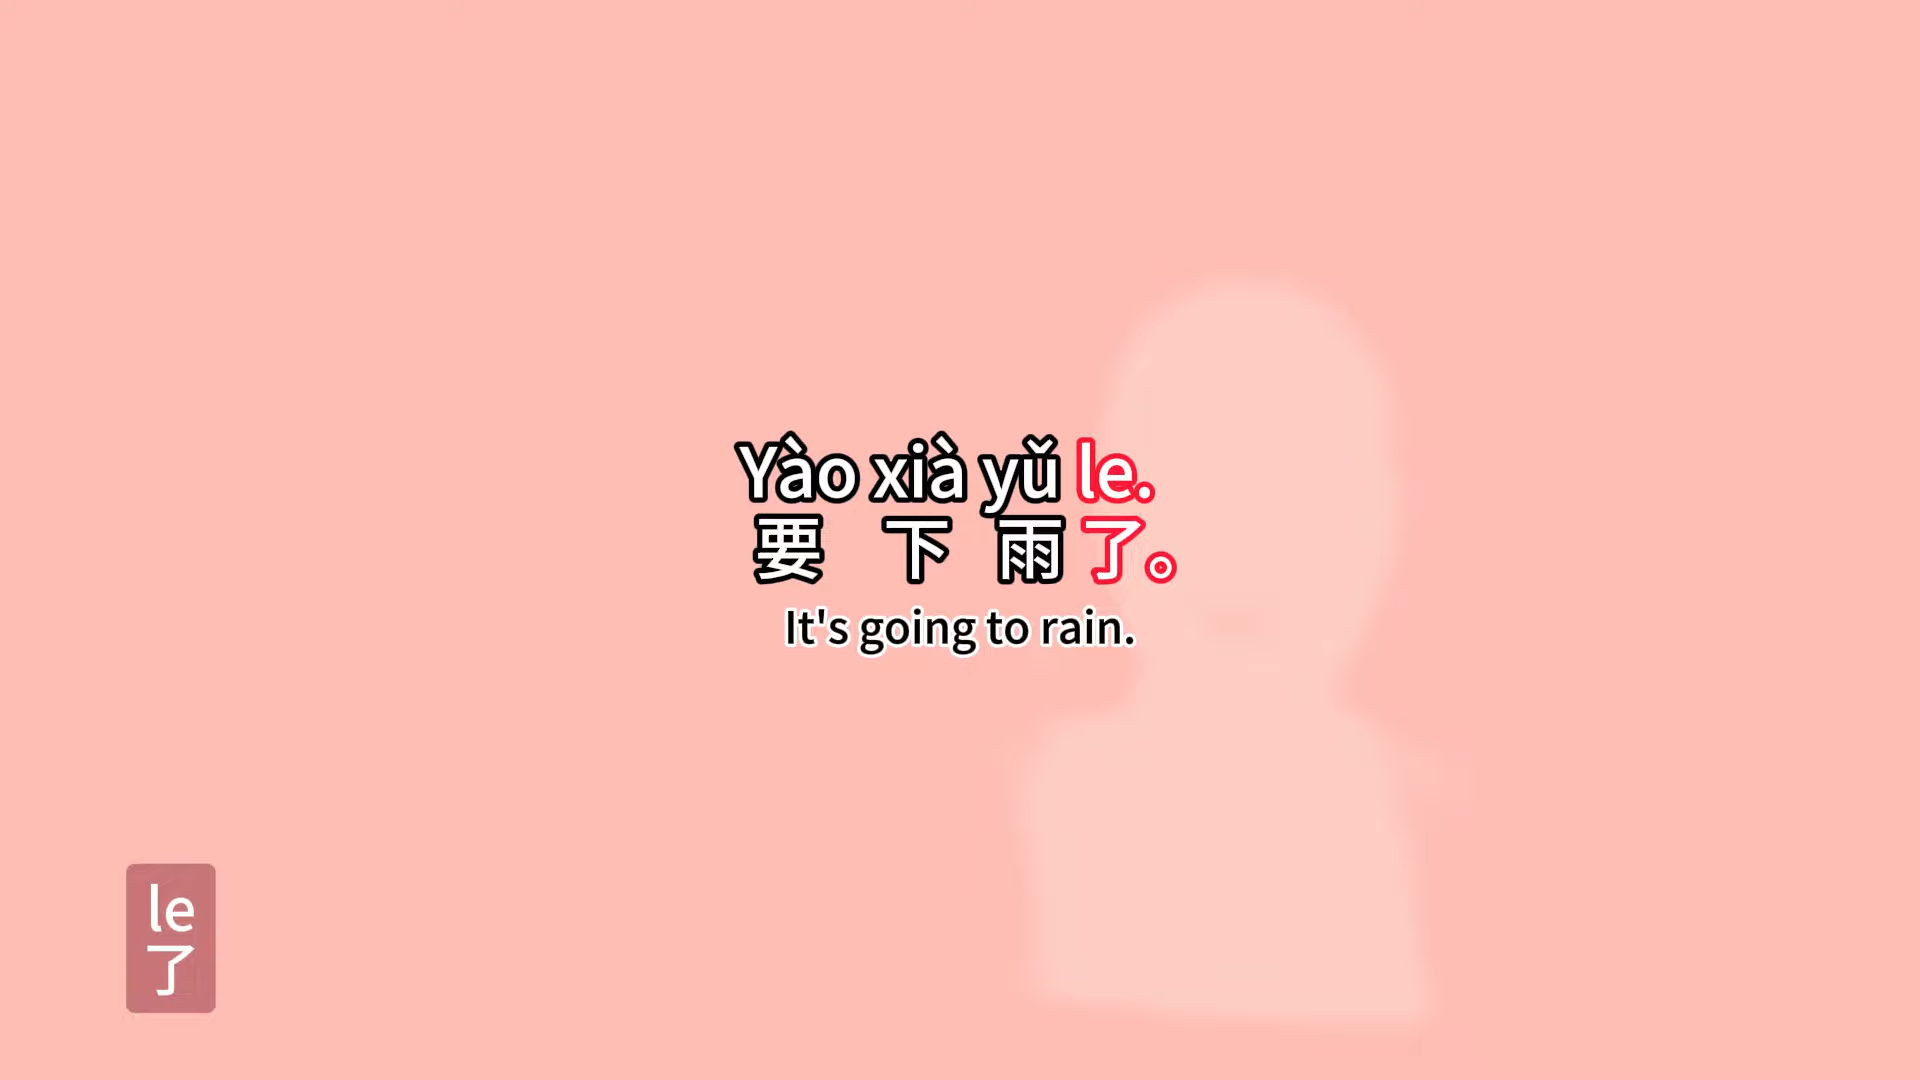 Yào xià yǔ le.
要 下 雨 了。
It's going to rain.
le
了